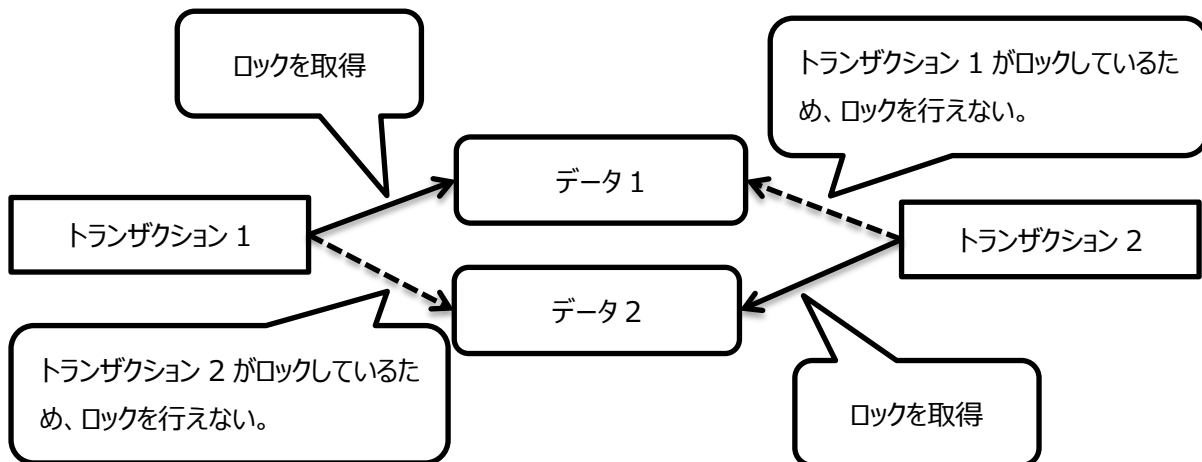 ロックを取得
トランザクション 1 がロックしているた
め、ロックを行えない。
データ 1
トランザクション 1
トランザクション 2
データ 2
トランザクション 2 がロックしているた
め、ロックを行えない。
ロックを取得